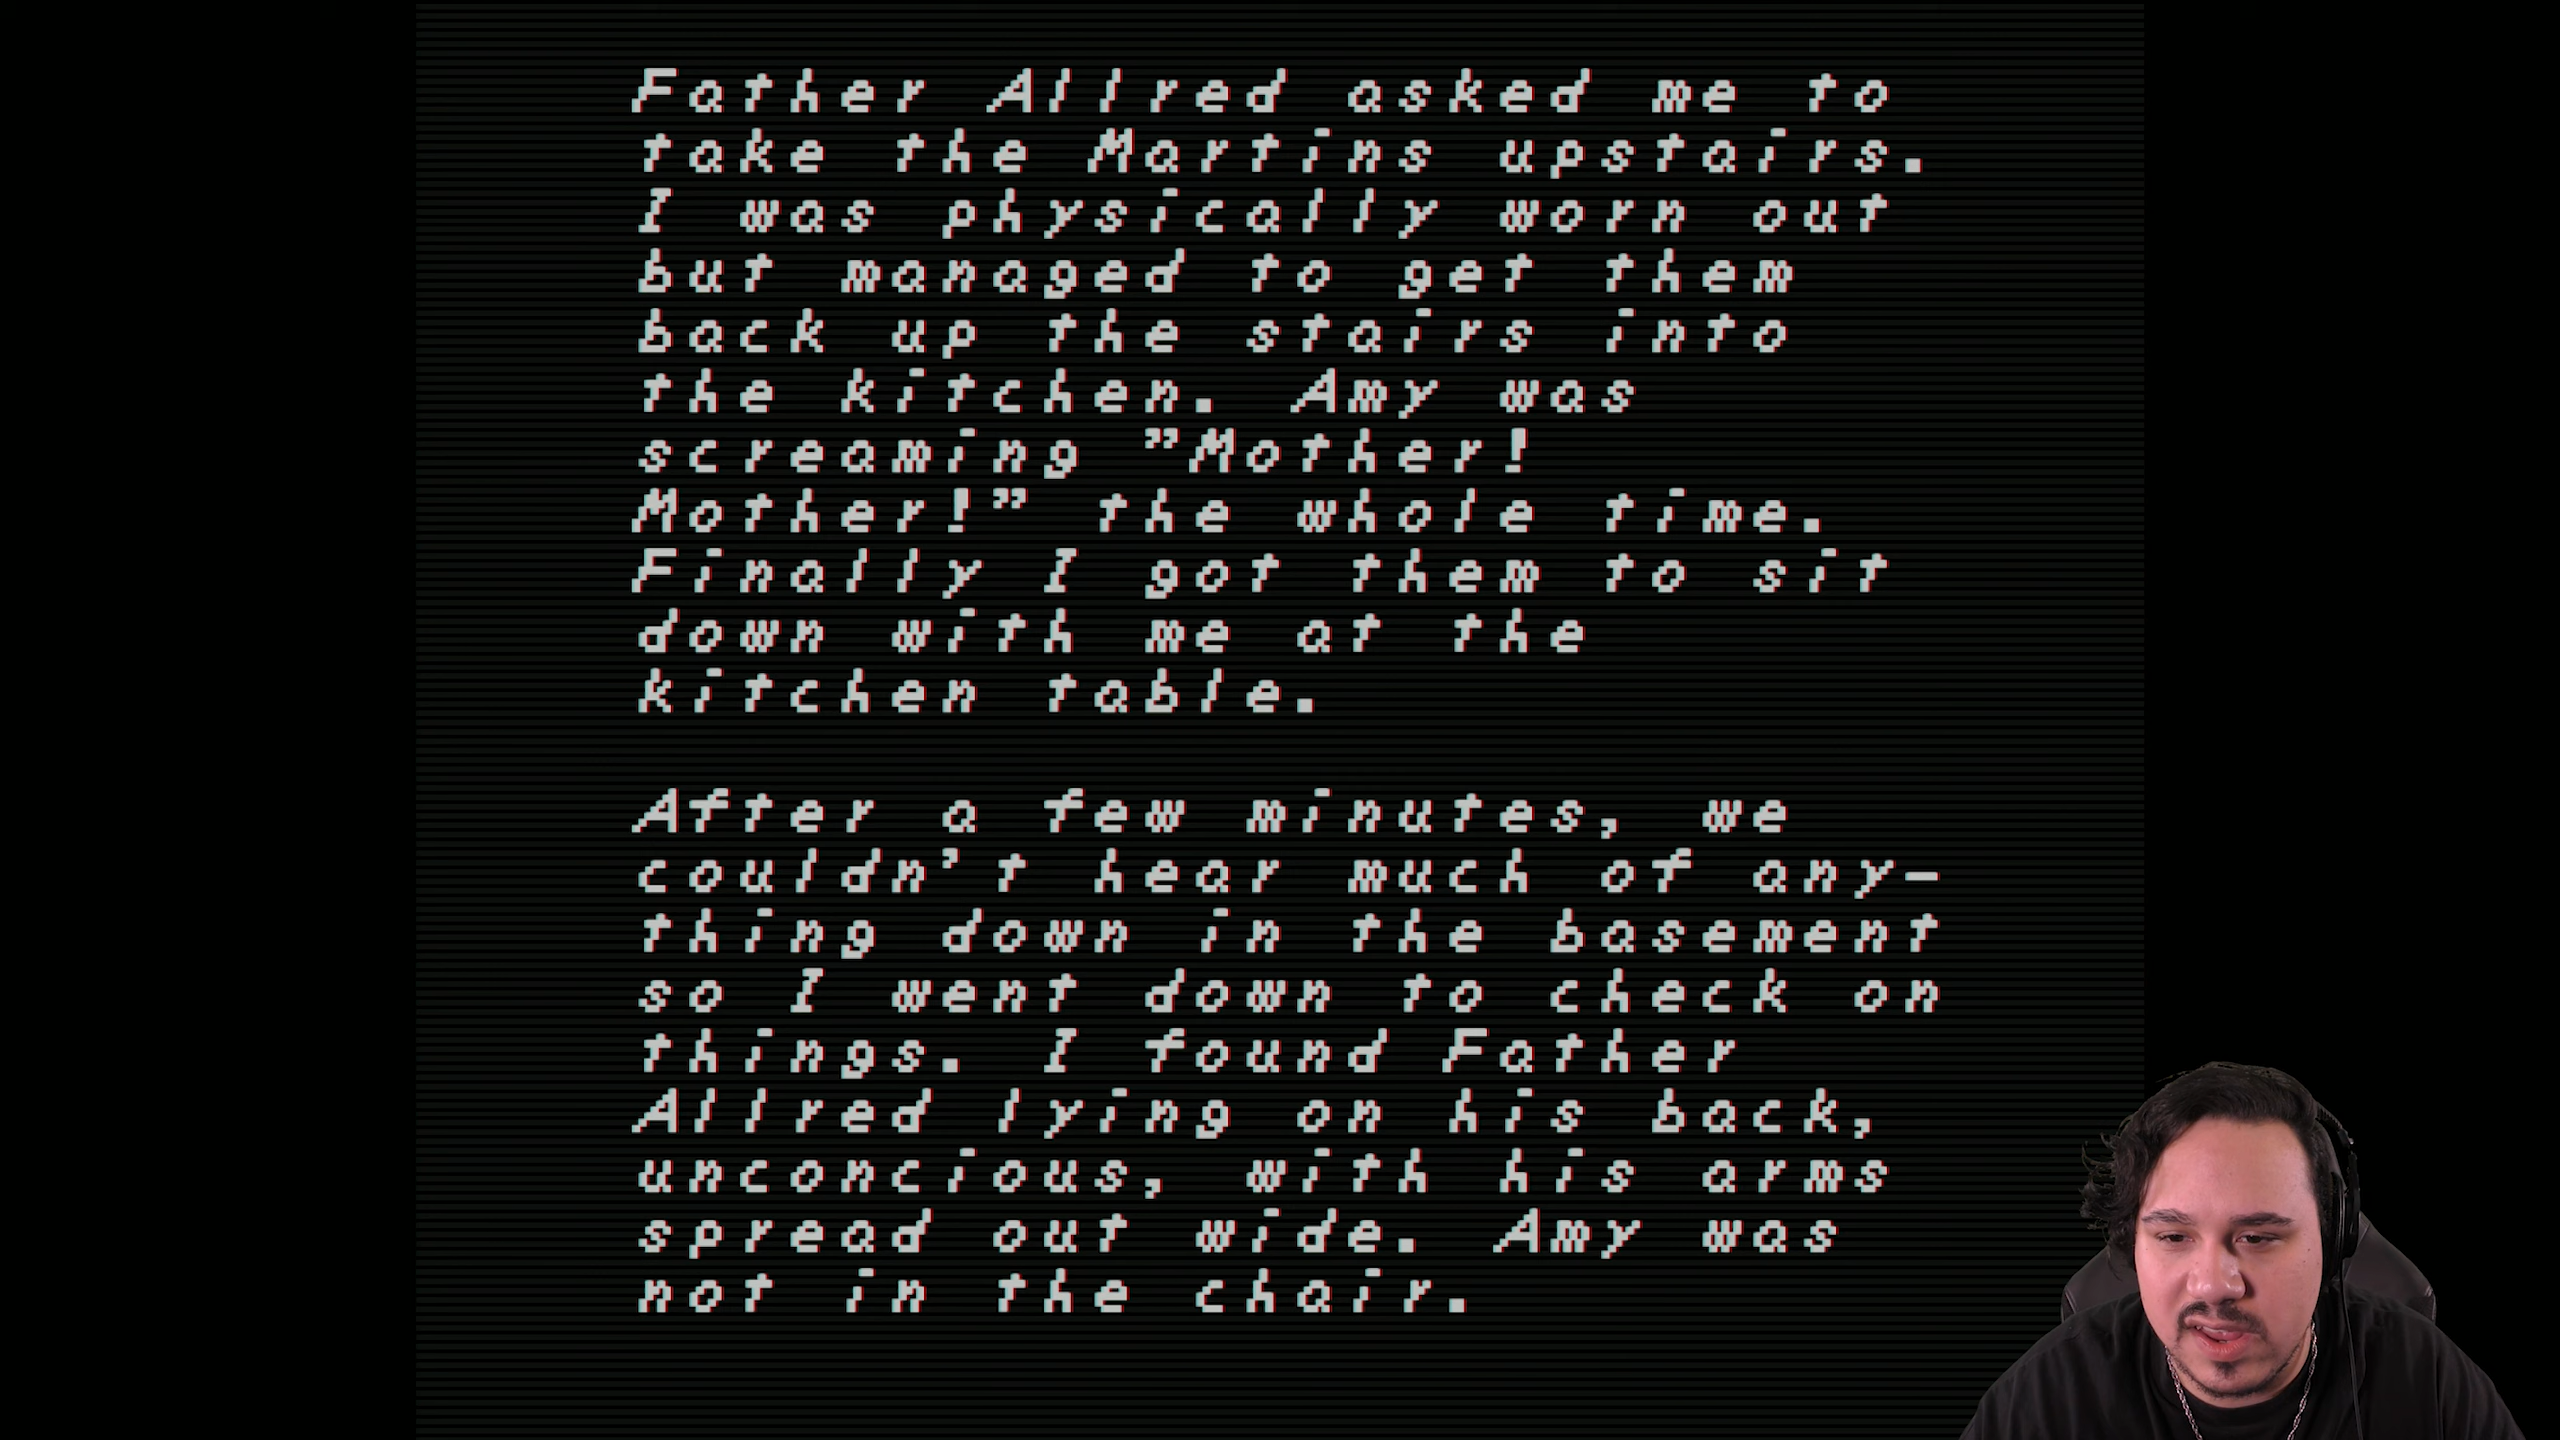 Father Allred asked me to
take the Martins upstairs.
I was physically worn out
but managed to get them
back up the stairs into
the kitchen. Amy was
screaming "Mother!
Mother!" the whole time.
Finally I got them to sit
down with me at the
kitchen table.

After a few minutes, we
couldn't hear much of any-
thing down in the basement
so I went down to check on
things. I found Father
Allred lying on his back,
unconcious, with his arms
spread out wide. Amy was
not in the chair.